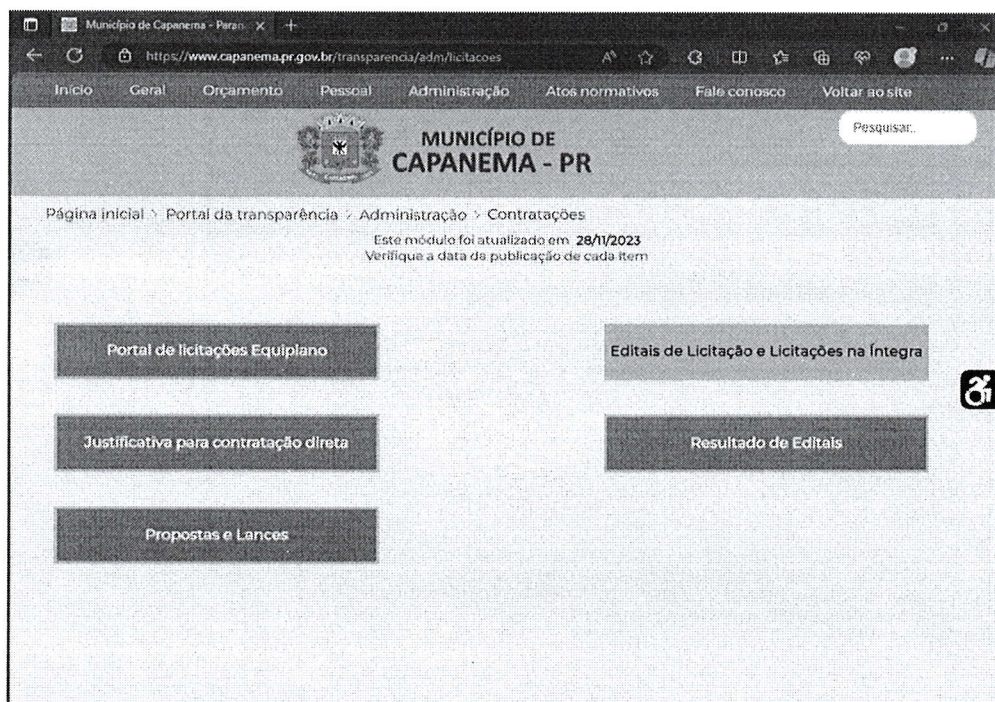 Município de Capanema - Paran
https://www.capanema.pr.gov.br/transparencia/adm/licitacoes
Início Geral Orçamento Pessoal Administração Atos normativos Fale conosco Voltar ao site
Pesquisar..
MUNICÍPIO DE
CAPANEMA - PR
Página inicial > Portal da transparência > Administração > Contratações
Este módulo foi atualizado em 28/11/2023
Verifique a data da publicação de cada item
Portal de licitações Equiplano
Editais de Licitação e Licitações na Íntegra
Justificativa para contratação direta
Resultado de Editais
Propostas e Lances